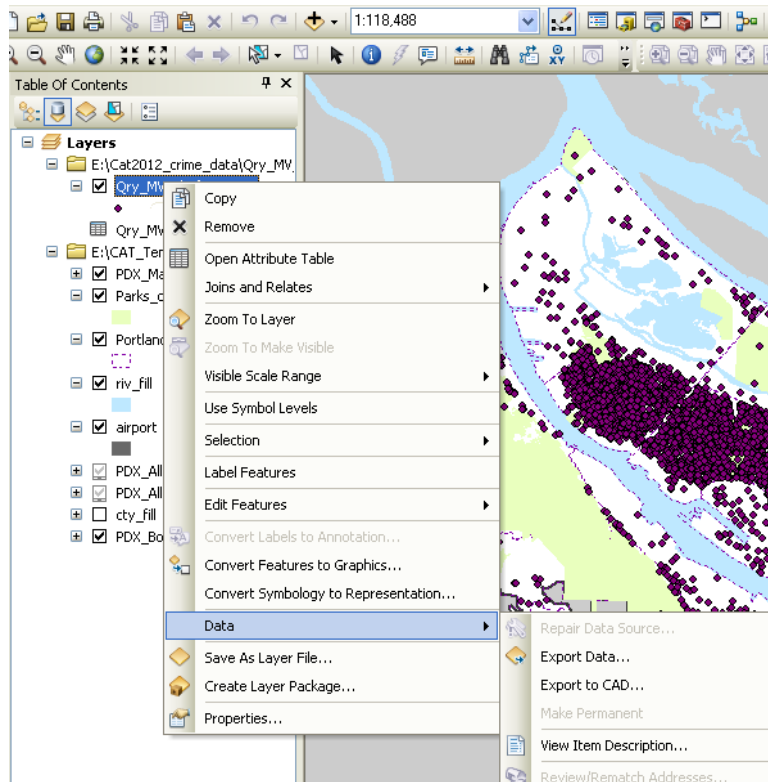 1:118,488
Table Of Contents
Layers
E:\Cat2012_crime_data\Qry_MV
Qry_MV
Copy
Remove
Qry_MV
Open Attribute Table
E:\CAT_Ter
PDX_Ma
Joins and Relates
Parks_c
Zoom To Layer
Portland
Zoom To Make Visible
Visible Scale Range
riv_fill
Use Symbol Levels
airport
Selection
PDX_All
Label Features
PDX_All
Edit Features
cty_fill
PDX_Bo
Convert Labels to Annotation...
Convert Features to Graphics...
Convert Symbology to Representation...
Data
Repair Data Source...
Save As Layer File...
Export Data...
Create Layer Package...
Export to CAD...
Make Permanent
Properties...
View Item Description...
Review/Rematch Addresses...